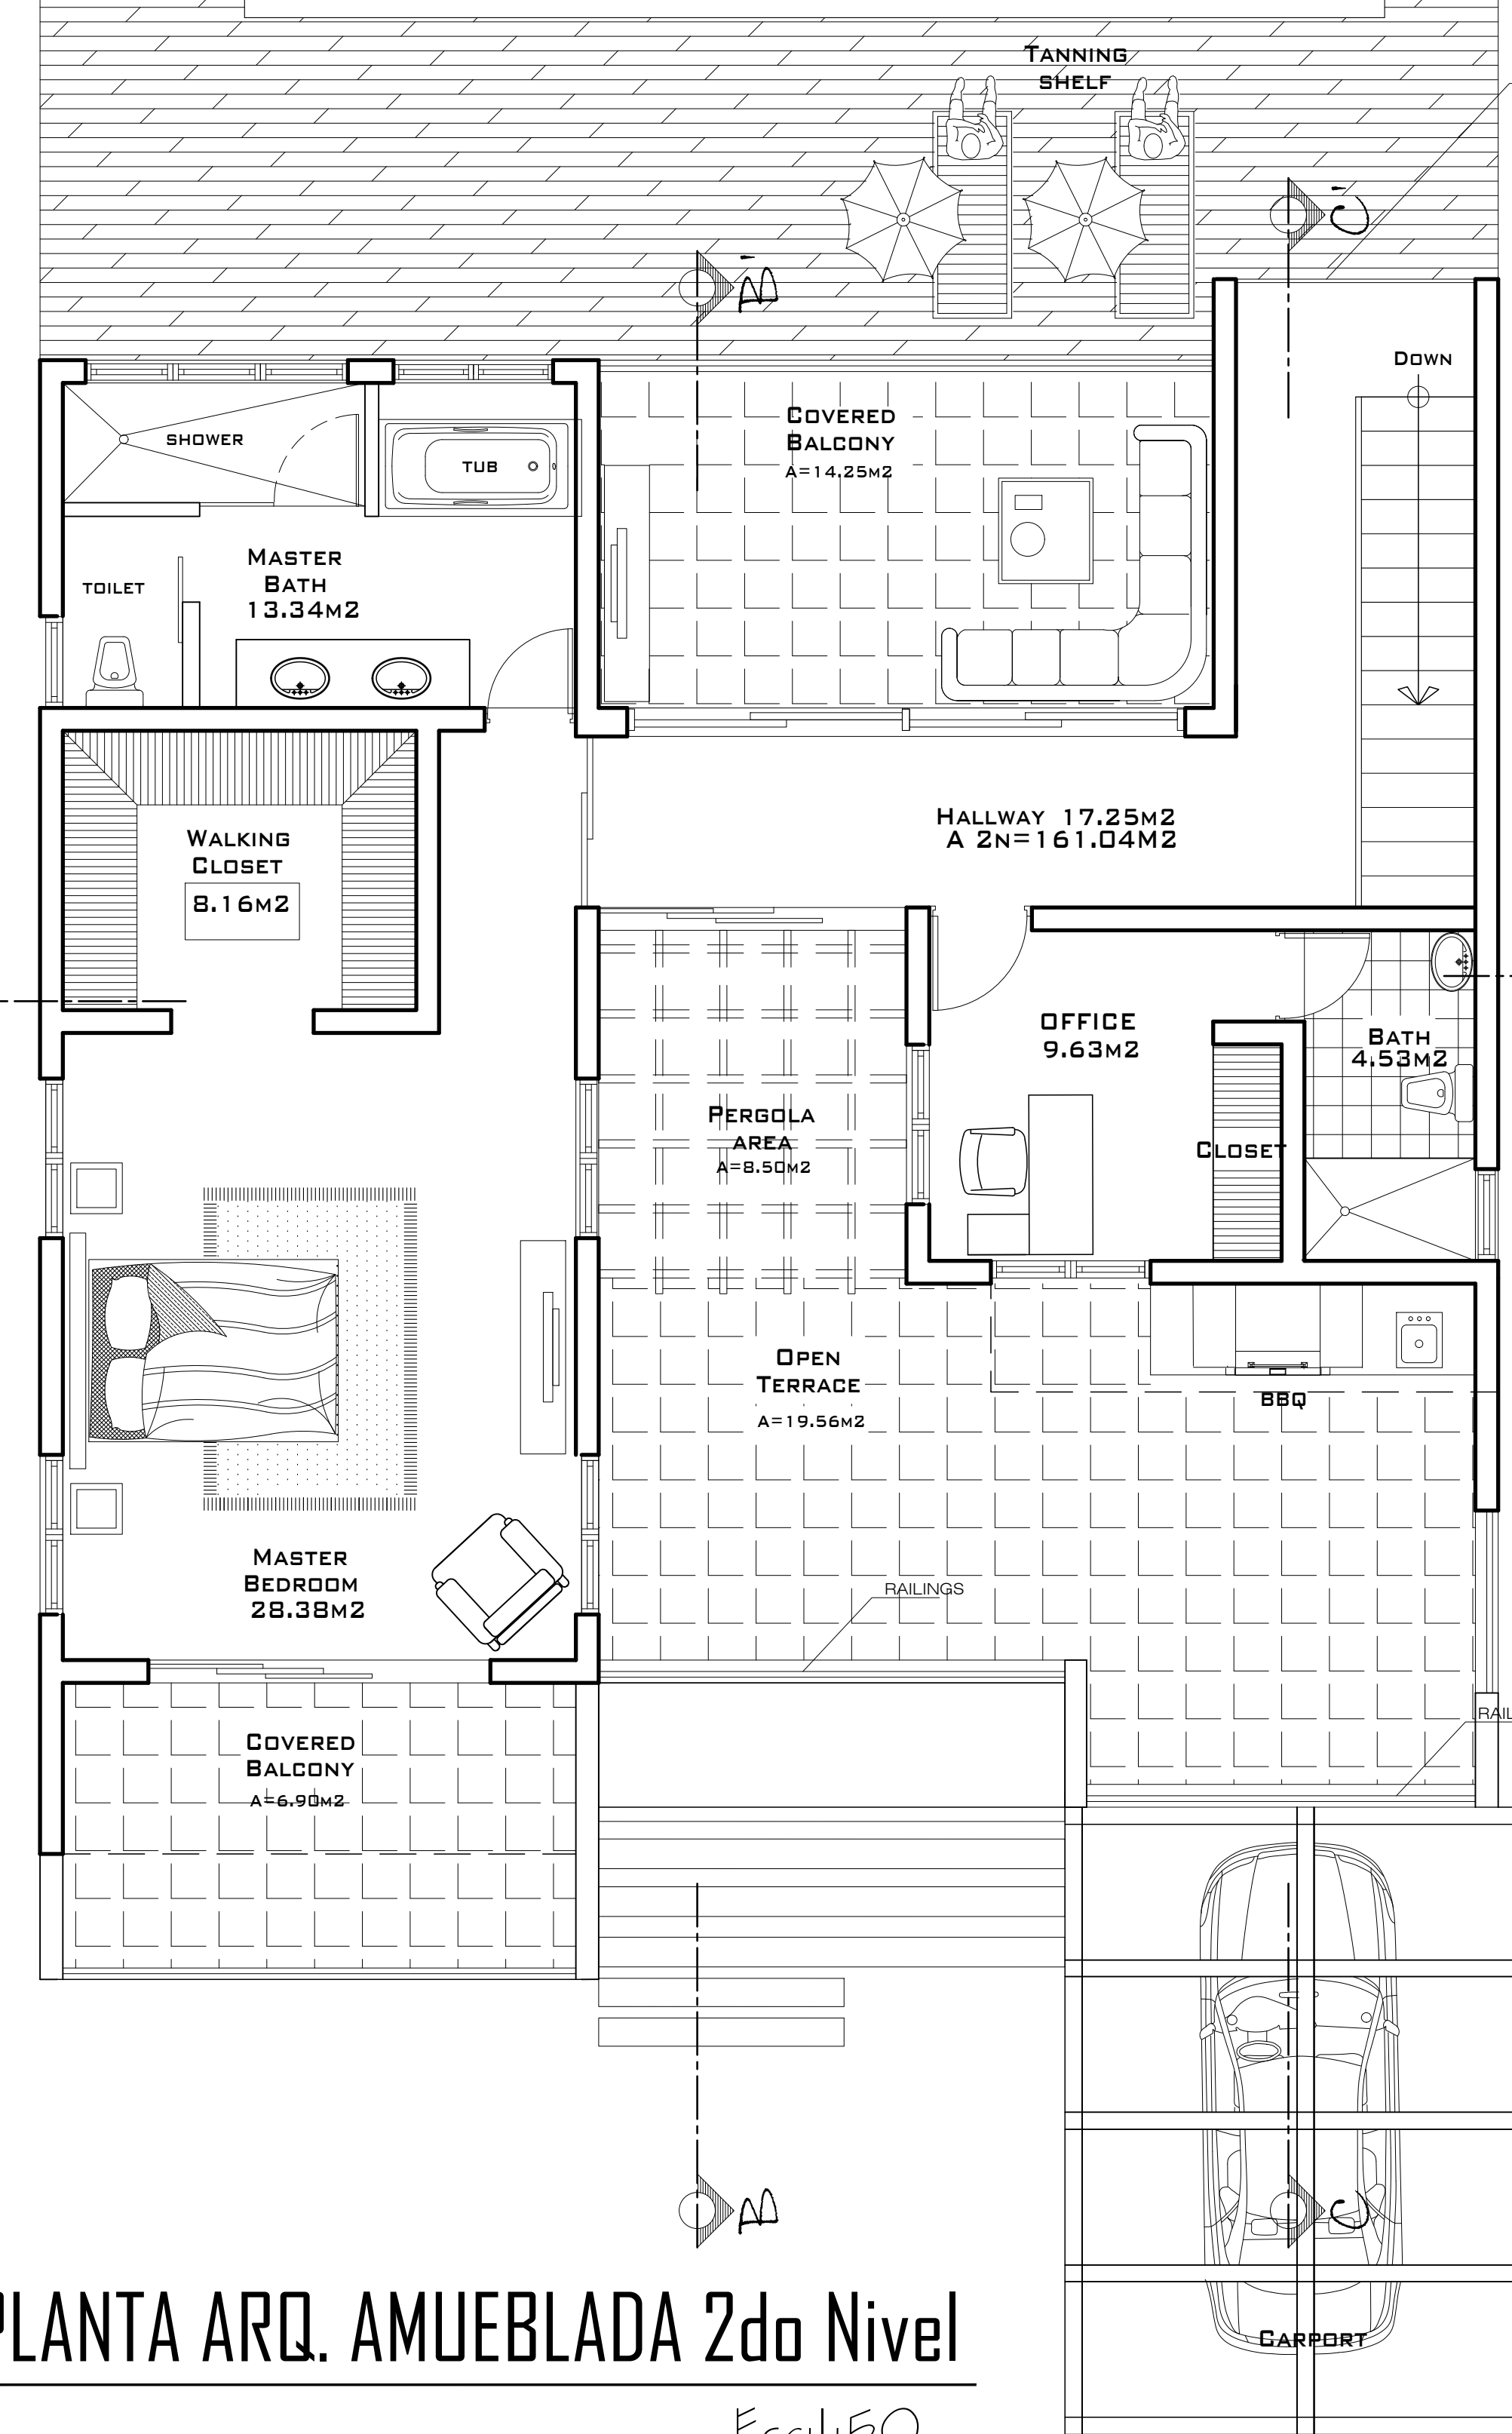 TANNING
SHELF
C'
B'
DOWN
COVERED
BALCONY
A=14.25M2
SHOWER
TUB
MASTER
BATH
13.34M2
TOILET
HALLWAY 17.25M2
A 2N=161.04M2
WALKING
CLOSET
8.16M2
OFFICE
9.63M2
BATH
4.53M2
PERGOLA
AREA
A=8.50M2
CLOSET
OPEN
TERRACE
A=19.56M2
BBQ
MASTER
BEDROOM
28.38M2
RAILINGS
RAIL
COVERED
BALCONY
A=6.90M2
B
C
PLANTA ARQ. AMUEBLADA 2do Nivel
CARPORT